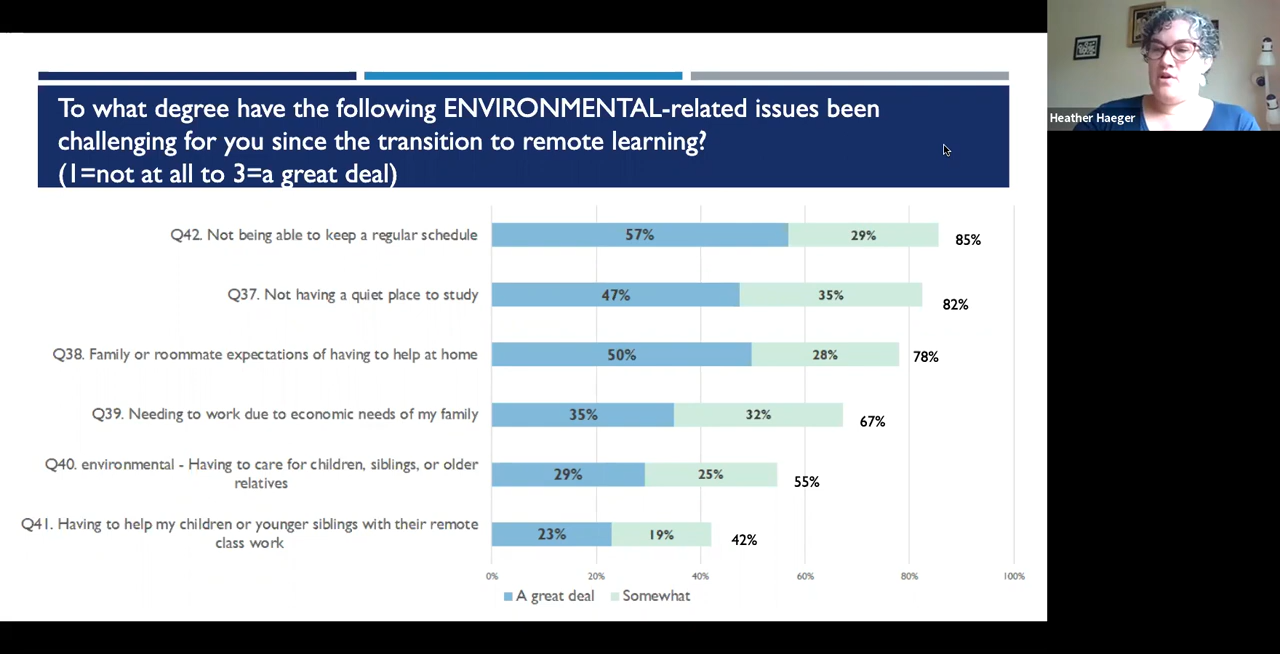 To what degree have the following ENVIRONMENTAL-related issues been
challenging for you since the transition to remote learning?
(1=not at all to 3=a great deal)
Heather Haeger
Q42. Not being able to keep a regular schedule 57% 29% 85%
Q37. Not having a quiet place to study 47% 35% 82%
Q38. Family or roommate expectations of having to help at home 50% 28% 78%
Q39. Needing to work due to economic needs of my family 35% 32% 67%
Q40. environmental - Having to care for children, siblings, or older
relatives
29% 25% 55%
Q41. Having to help my children or younger siblings with their remote
class work
23% 19% 42%
0% 20% 40% 60% 80% 100%
A great deal Somewhat